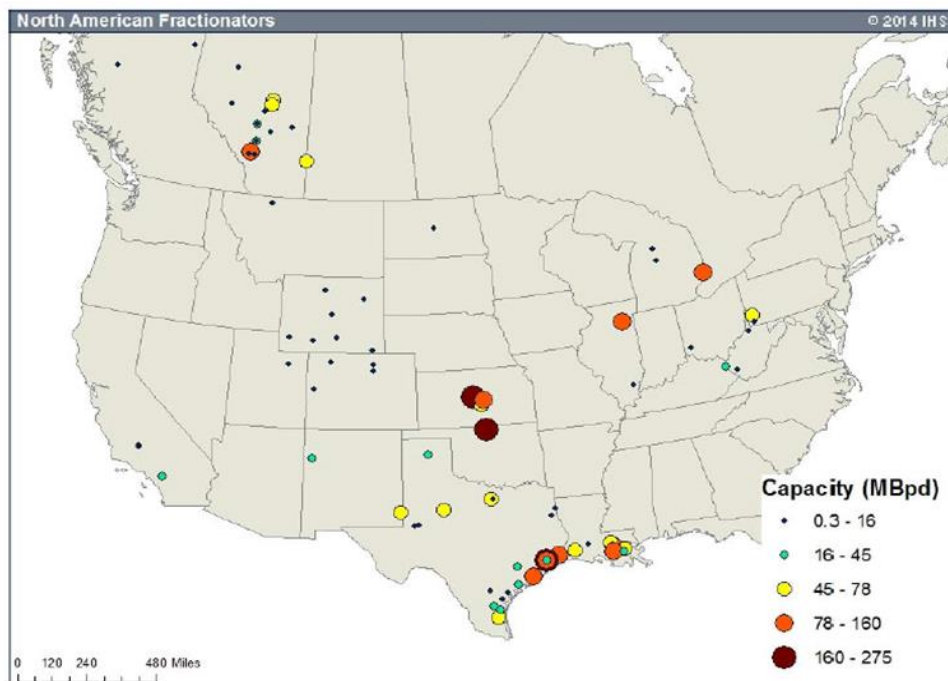 North American Fractionators © 2014 IHS
Capacity (MBpd)
0.3 - 16
16 - 45
45 - 78
78 - 160
160 - 275
0 120 240 480 Miles